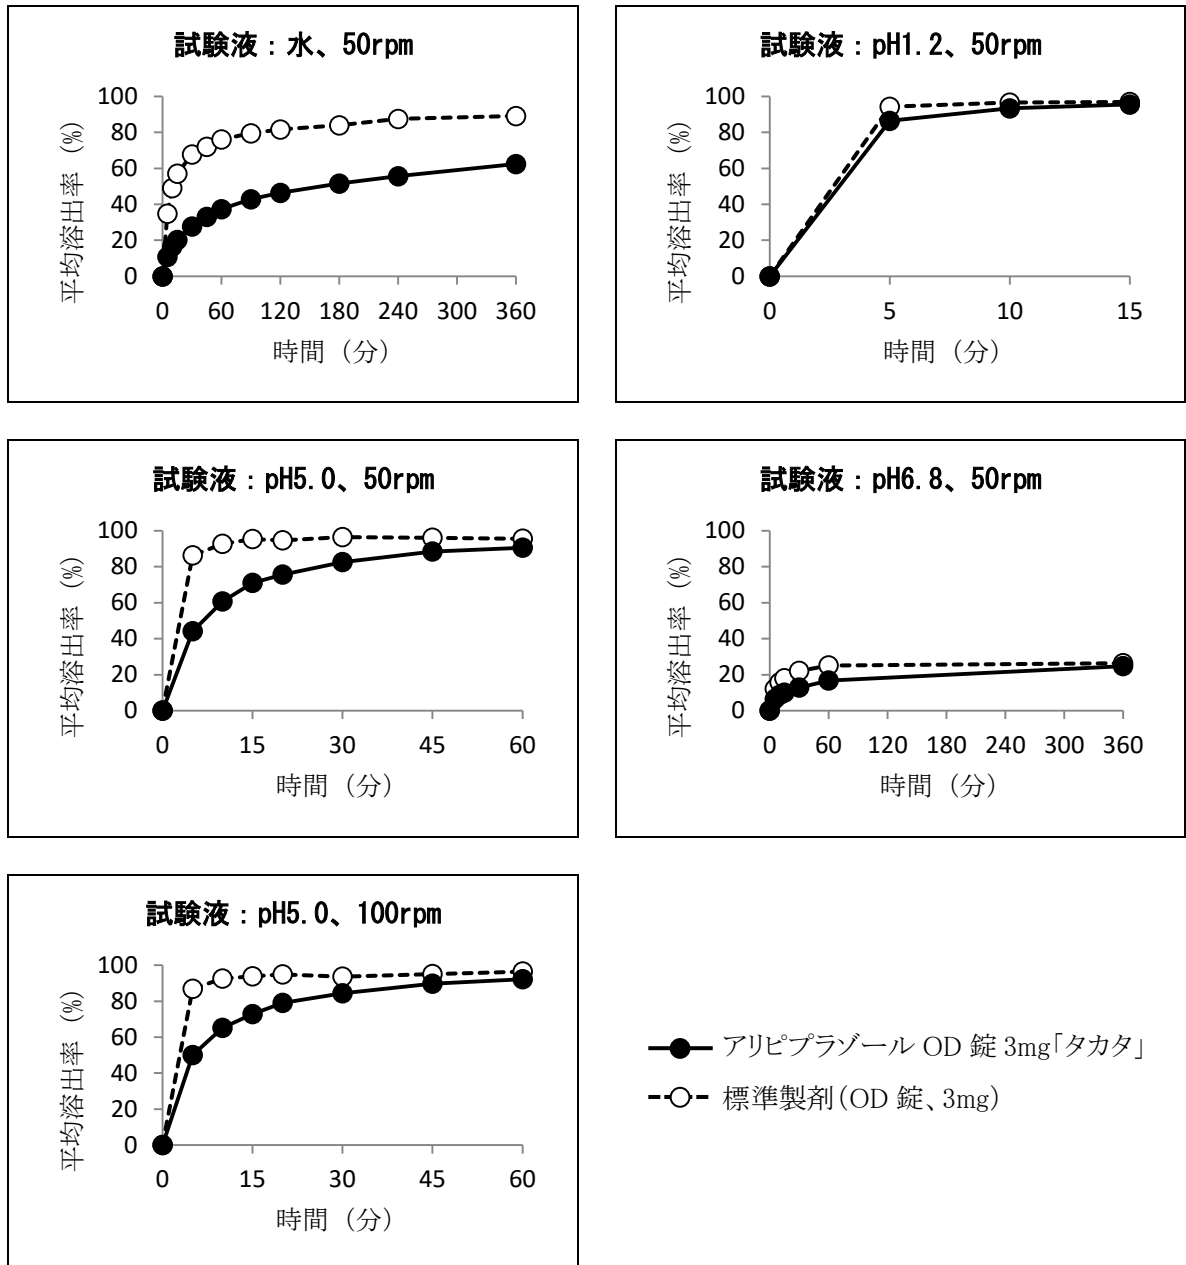 試験液：水、50rpm
平均溶出率 (%)
100
80
60
40
20
0
0 60 120 180 240 300 360
時間 (分)
試験液：pH1.2、50rpm
平均溶出率 (%)
100
80
60
40
20
0
0 5 10 15
時間 (分)
試験液：pH5.0、50rpm
平均溶出率 (%)
100
80
60
40
20
0
0 15 30 45 60
時間 (分)
試験液：pH6.8、50rpm
平均溶出率 (%)
100
80
60
40
20
0
0 60 120 180 240 300 360
時間 (分)
試験液：pH5.0、100rpm
平均溶出率 (%)
100
80
60
40
20
0
0 15 30 45 60
時間 (分)
アリピプラゾール OD 錠 3mg「タカタ」
標準製剤(OD 錠、3mg)